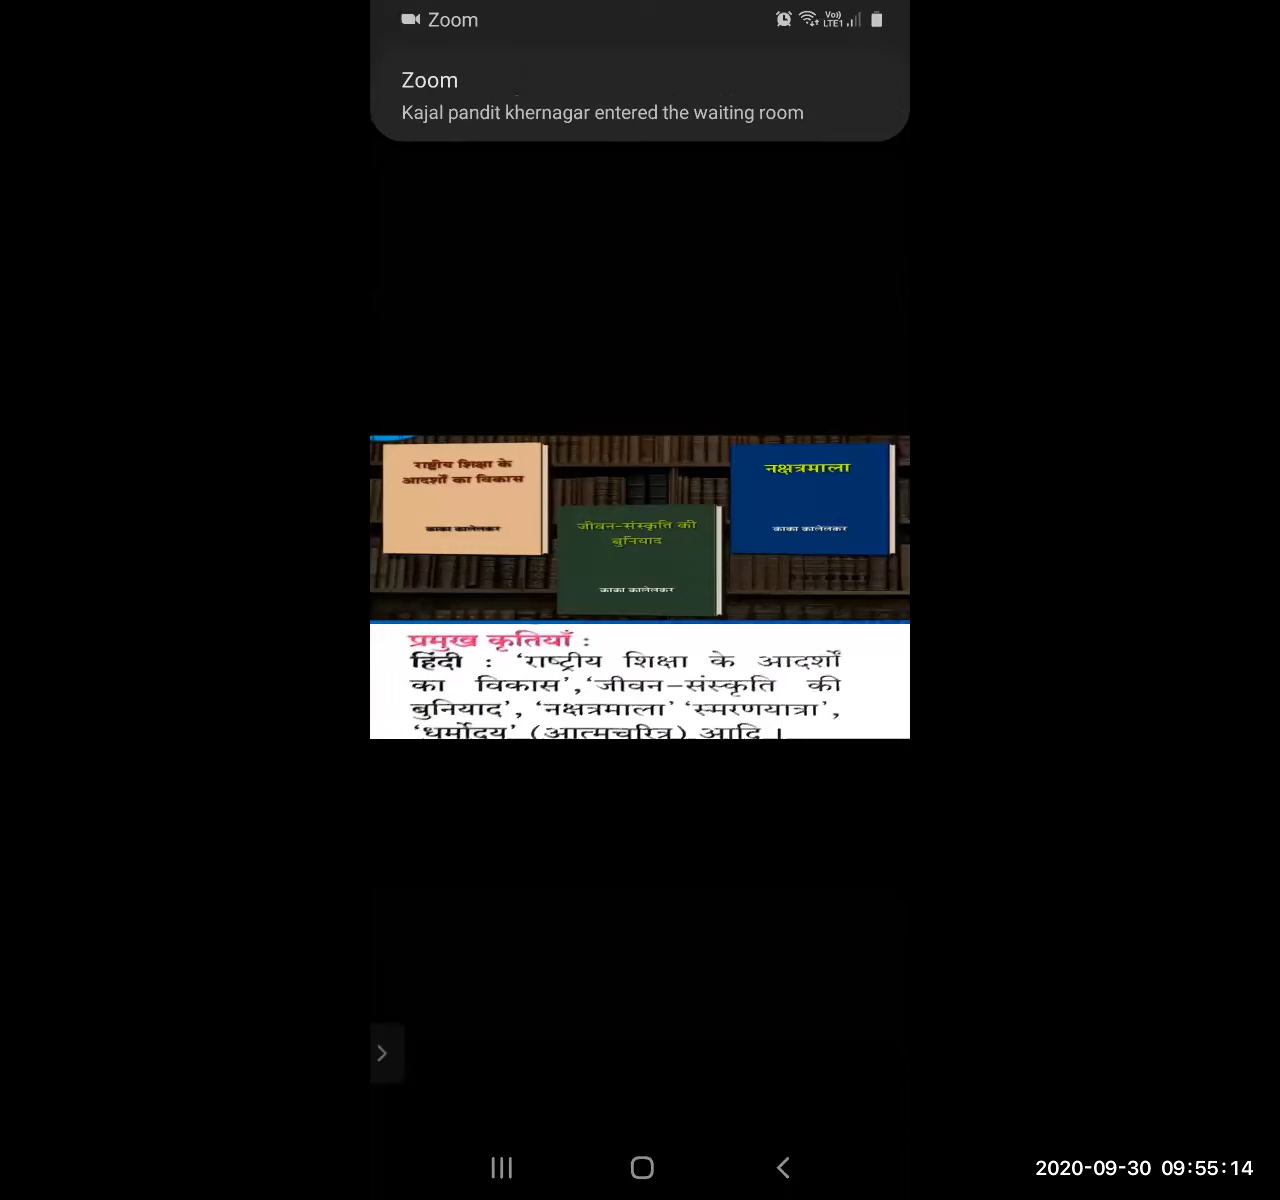 Zoom
Zoom
Kajal pandit khernagar entered the waiting room
राष्ट्रीय शिक्षा के
आदर्शों का विकास
काका कालेलकर
जीवन-संस्कृति की
बुनियाद
काका कालेलकर
नक्षत्रमाला
काका कालेलकर
प्रमुख कृतियाँ :
हिंदी : ‘राष्ट्रीय शिक्षा के आदर्शों
का विकास’,‘जीवन–संस्कृति की
बुनियाद’, ‘नक्षत्रमाला’ ‘स्मरणयात्रा’,
‘धर्मोदय’ (आत्मचरित्र) आदि ।
2020-09-30 09:55:14